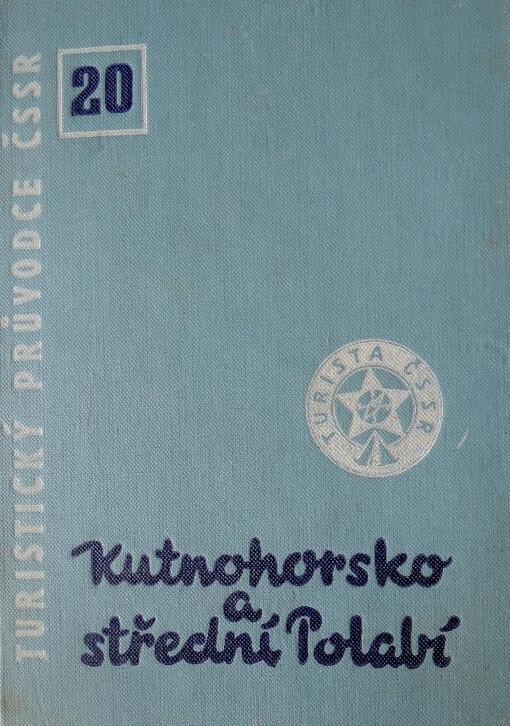 TURISTICKÝ PRŮVODCE ČSSR
20
TURISTA ČSSR
Kutnohorsko
a
střední Polabí